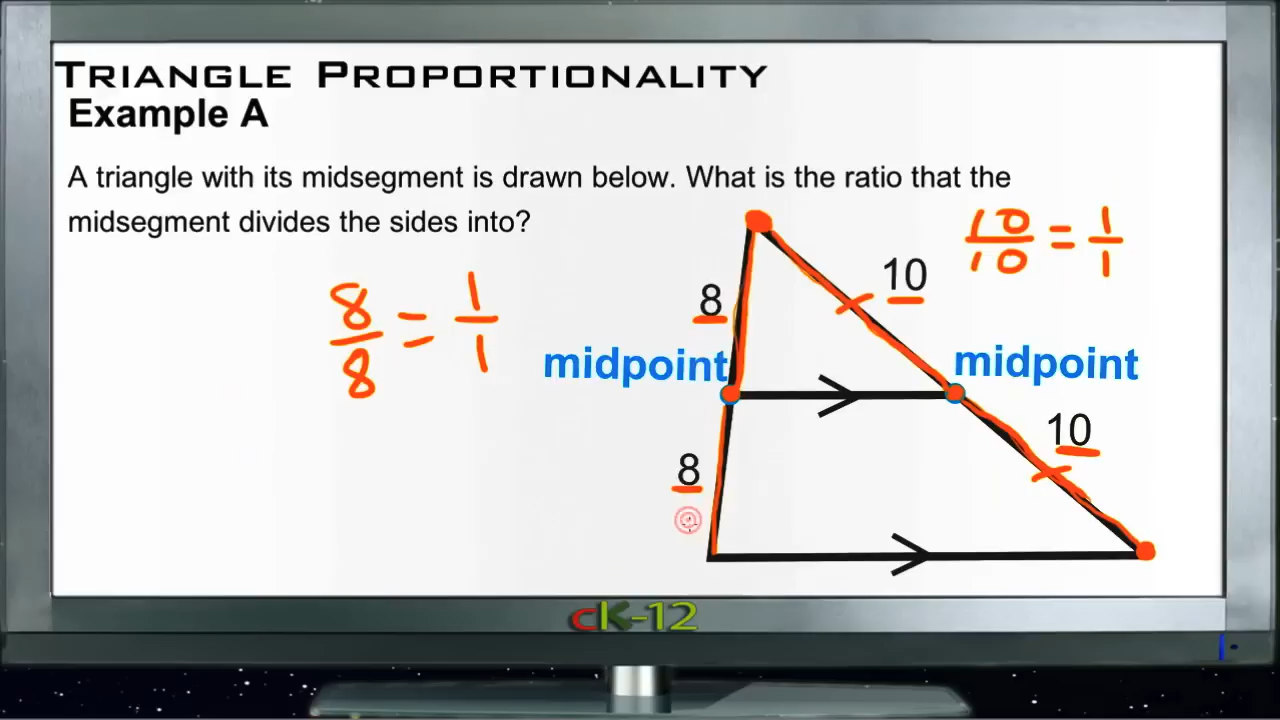 TRIANGLE PROPORTIONALITY
Example A
A triangle with its midsegment is drawn below. What is the ratio that the
midsegment divides the sides into?
8/8 = 1/1
10/10 = 1/1
8
10
midpoint
midpoint
8
10
cK-12